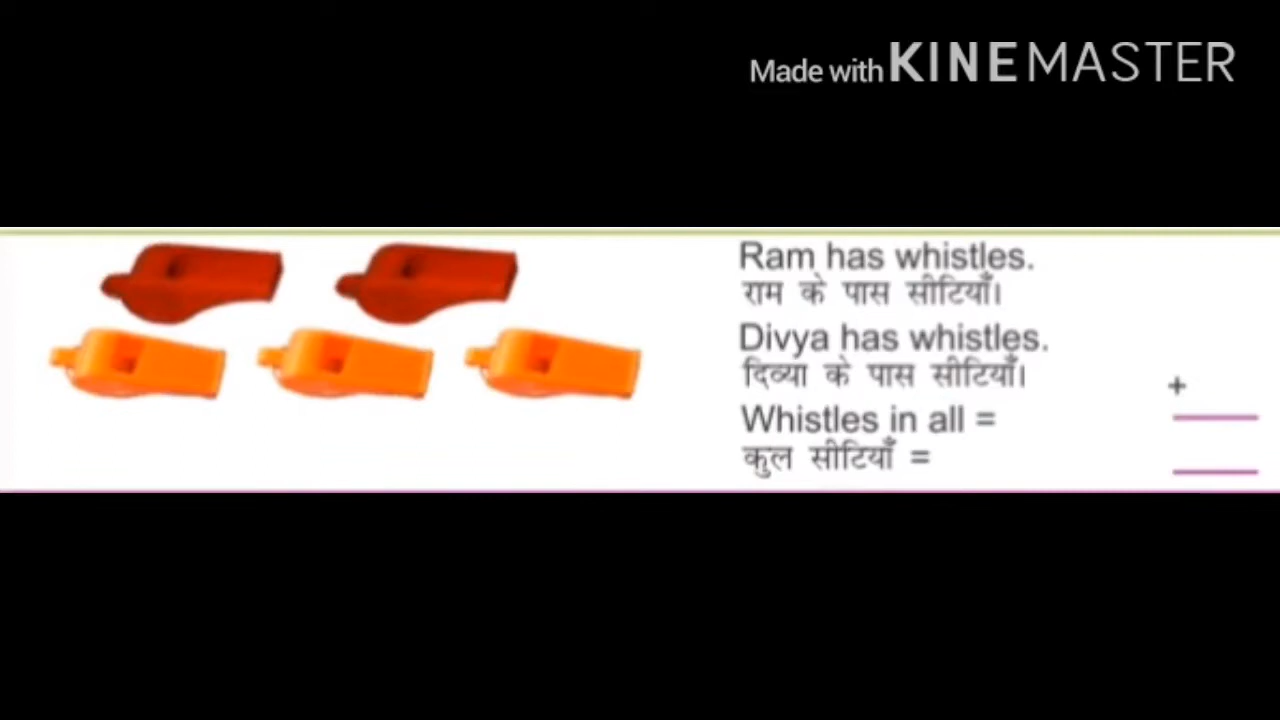 Made with KINEMASTER
Ram has whistles.
राम के पास सीटियाँ।
Divya has whistles.
दिव्या के पास सीटियाँ।
+
Whistles in all =
कुल सीटियाँ =